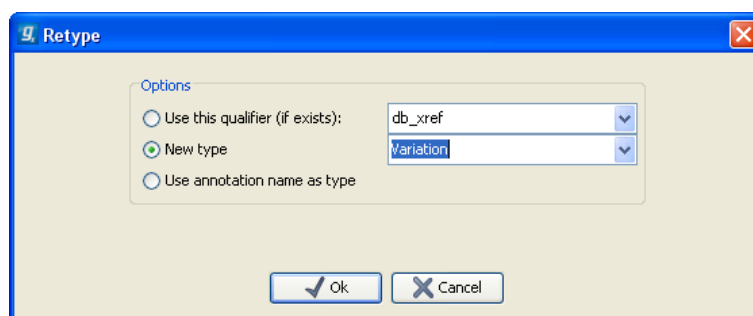 Retype
Options
Use this qualifier (if exists): db_xref
New type Variation
Use annotation name as type
Ok Cancel